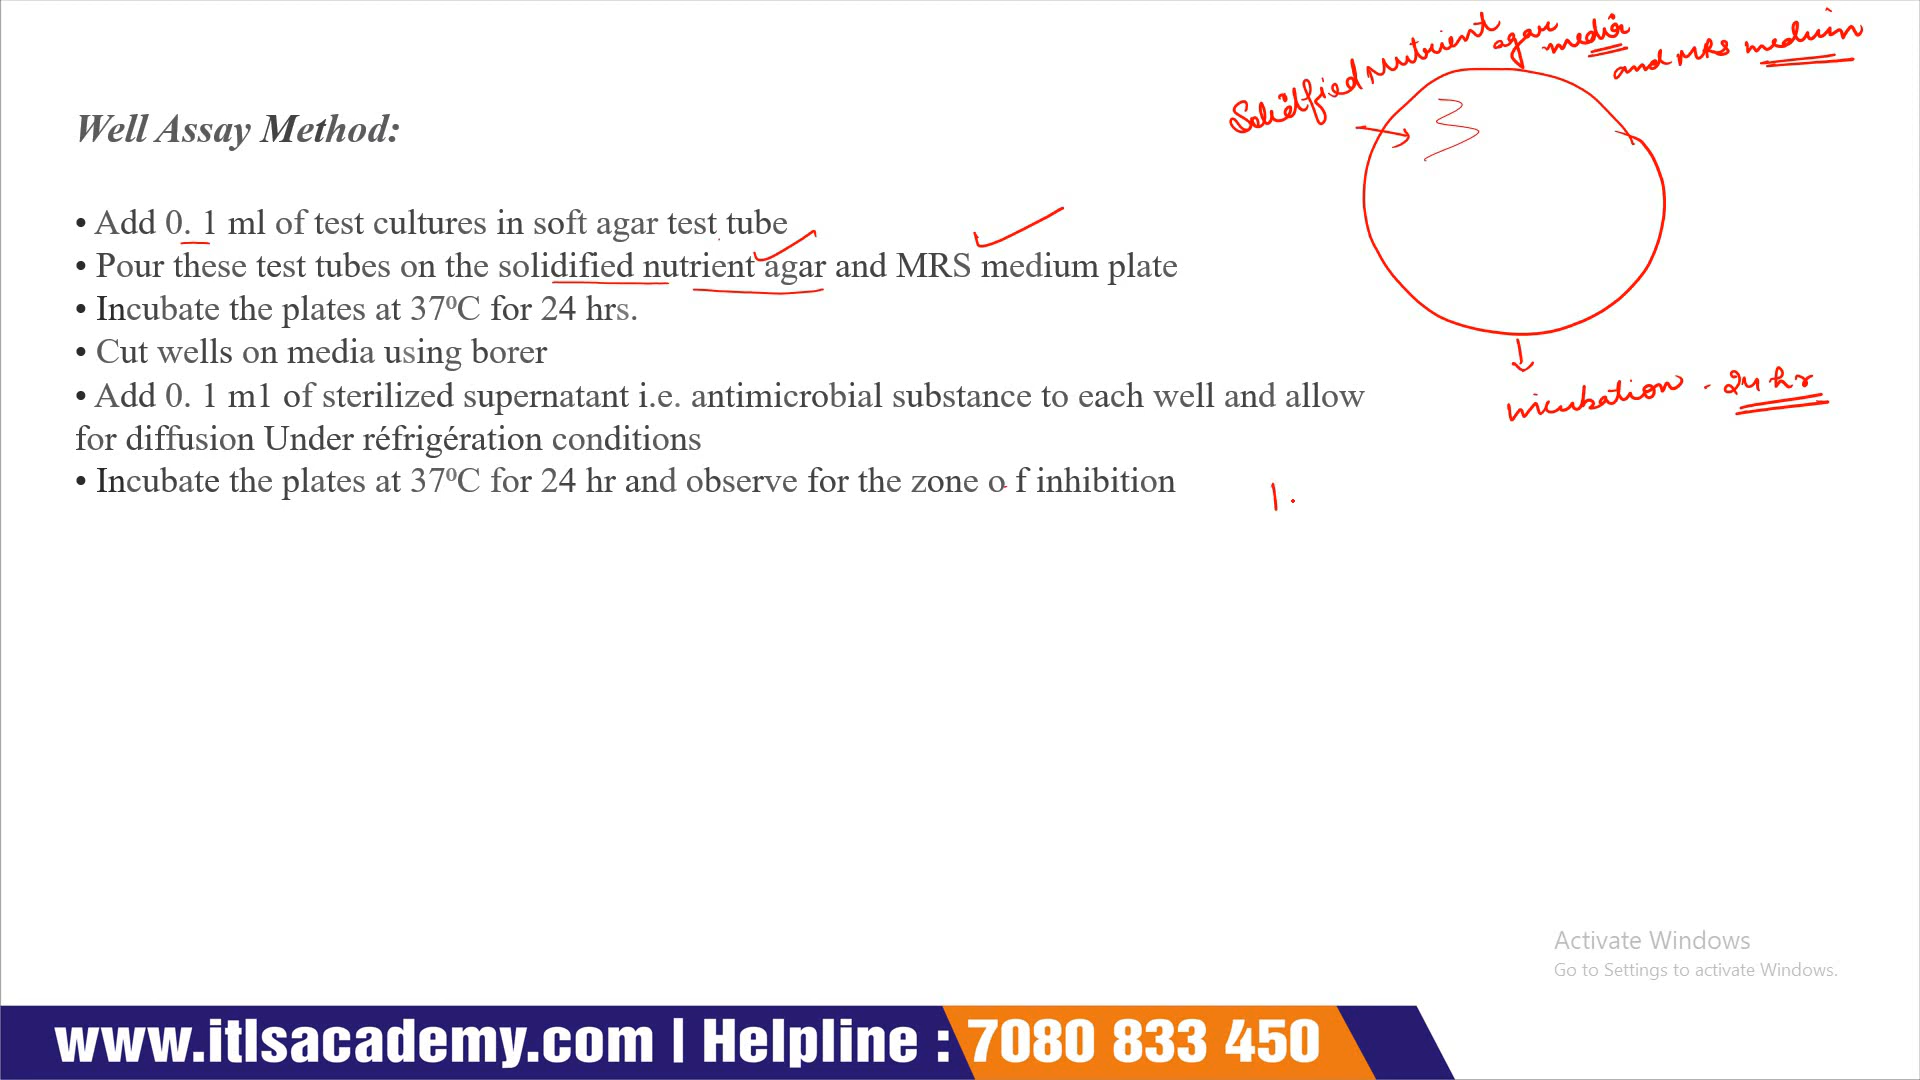 Solidified Nutrient agar media
and MRS medium
Well Assay Method:
• Add 0. 1 ml of test cultures in soft agar test tube
• Pour these test tubes on the solidified nutrient agar and MRS medium plate
• Incubate the plates at 37⁰C for 24 hrs.
• Cut wells on media using borer
• Add 0. 1 m1 of sterilized supernatant i.e. antimicrobial substance to each well and allow
for diffusion Under réfrigération conditions
• Incubate the plates at 37⁰C for 24 hr and observe for the zone o f inhibition
incubation - 24 hr
1.
Activate Windows
Go to Settings to activate Windows.
www.itlsacademy.com | Helpline : 7080 833 450